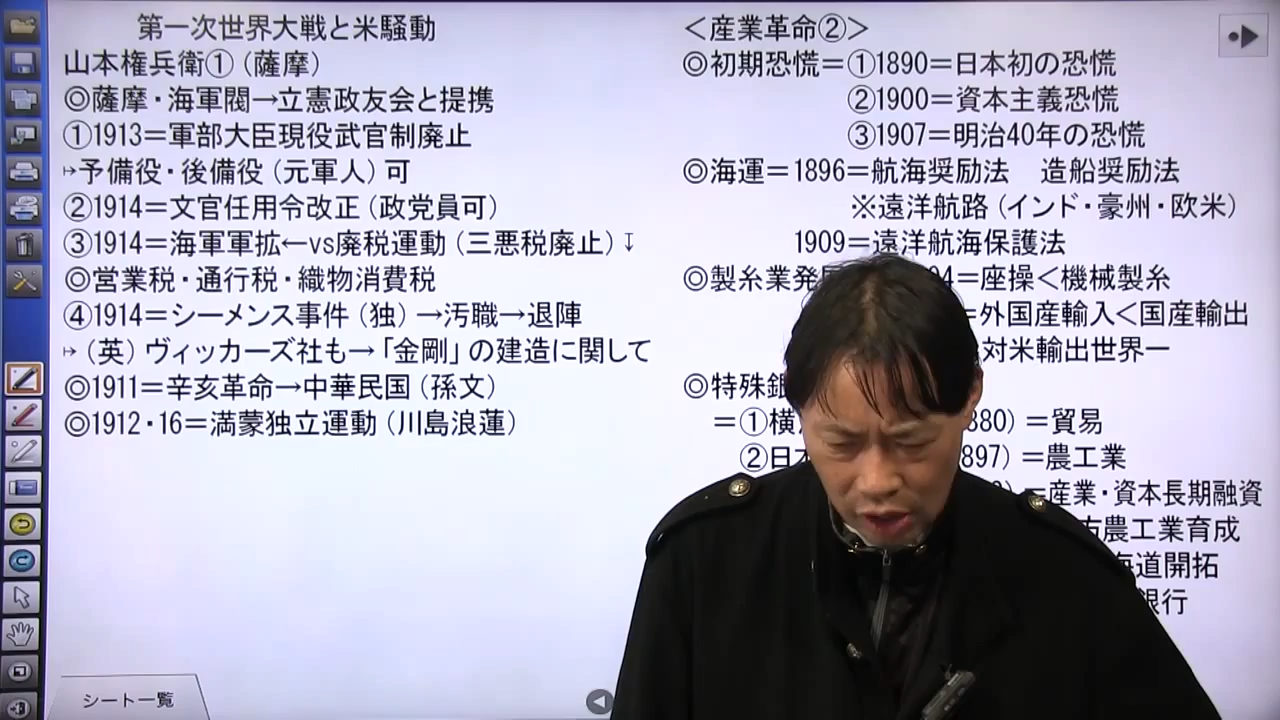 第一次世界大戦と米騒動
山本権兵衛①（薩摩）
◎薩摩・海軍閥→立憲政友会と提携
①1913＝軍部大臣現役武官制廃止
↦予備役・後備役（元軍人）可
②1914＝文官任用令改正（政党員可）
③1914＝海軍軍拡←vs廃税運動（三悪税廃止）↧
◎営業税・通行税・織物消費税
④1914＝シーメンス事件（独）→汚職→退陣
↦（英）ヴィッカーズ社も→「金剛」の建造に関して
◎1911＝辛亥革命→中華民国（孫文）
◎1912・16＝満蒙独立運動（川島浪蓮）
＜産業革命②＞
◎初期恐慌＝①1890＝日本初の恐慌
②1900＝資本主義恐慌
③1907＝明治40年の恐慌
◎海運＝1896＝航海奨励法　造船奨励法
※遠洋航路（インド・豪州・欧米）
1909＝遠洋航海保護法
◎製糸業発 94＝座操＜機械製糸
＝外国産輸入＜国産輸出
対米輸出世界一
◎特殊銀
＝①横 880）＝貿易
②日 897）＝農工業
＝産業・資本長期融資
農工業育成
道開拓
銀行
シート一覧